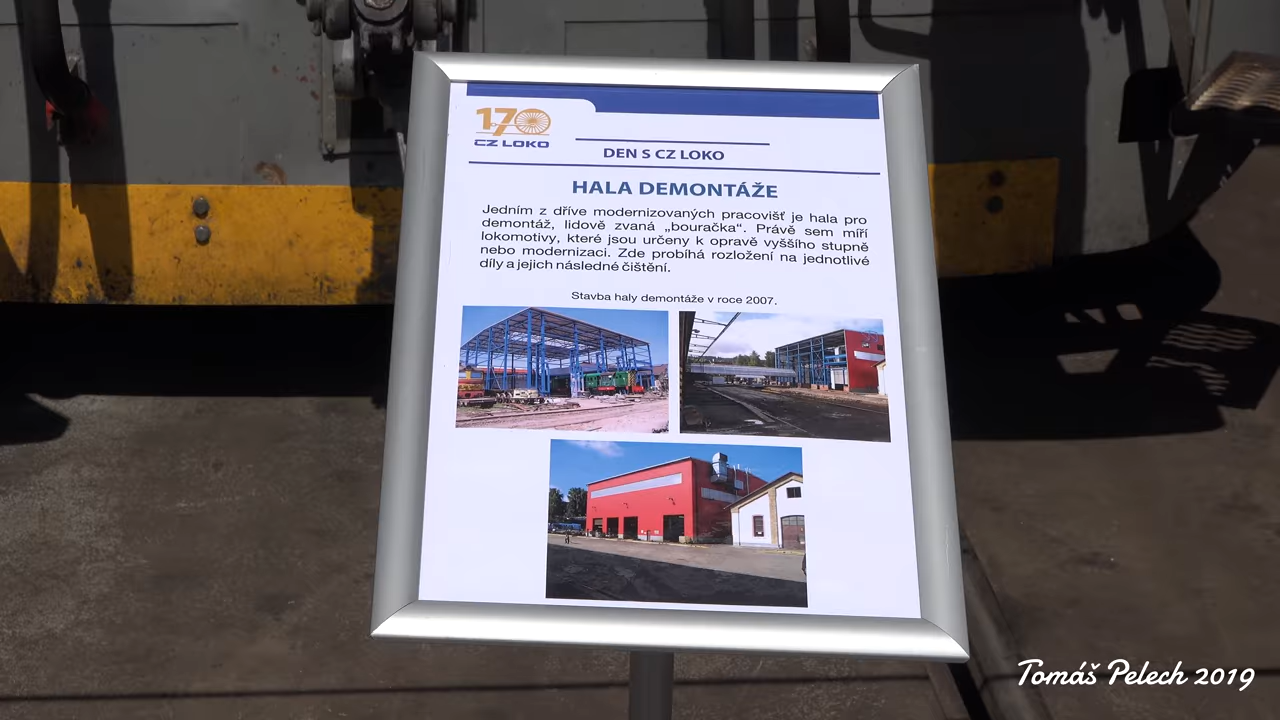 170
CZ LOKO
DEN S CZ LOKO
HALA DEMONTÁŽE
Jedním z dříve modernizovaných pracovišť je hala pro
demontáž, lidově zvaná „bouračka“. Právě sem míří
lokomotivy, které jsou určeny k opravě vyššího stupně
nebo modernizaci. Zde probíhá rozložení na jednotlivé
díly a jejich následné čištění.
Stavba haly demontáže v roce 2007.
Tomáš Pelech 2019